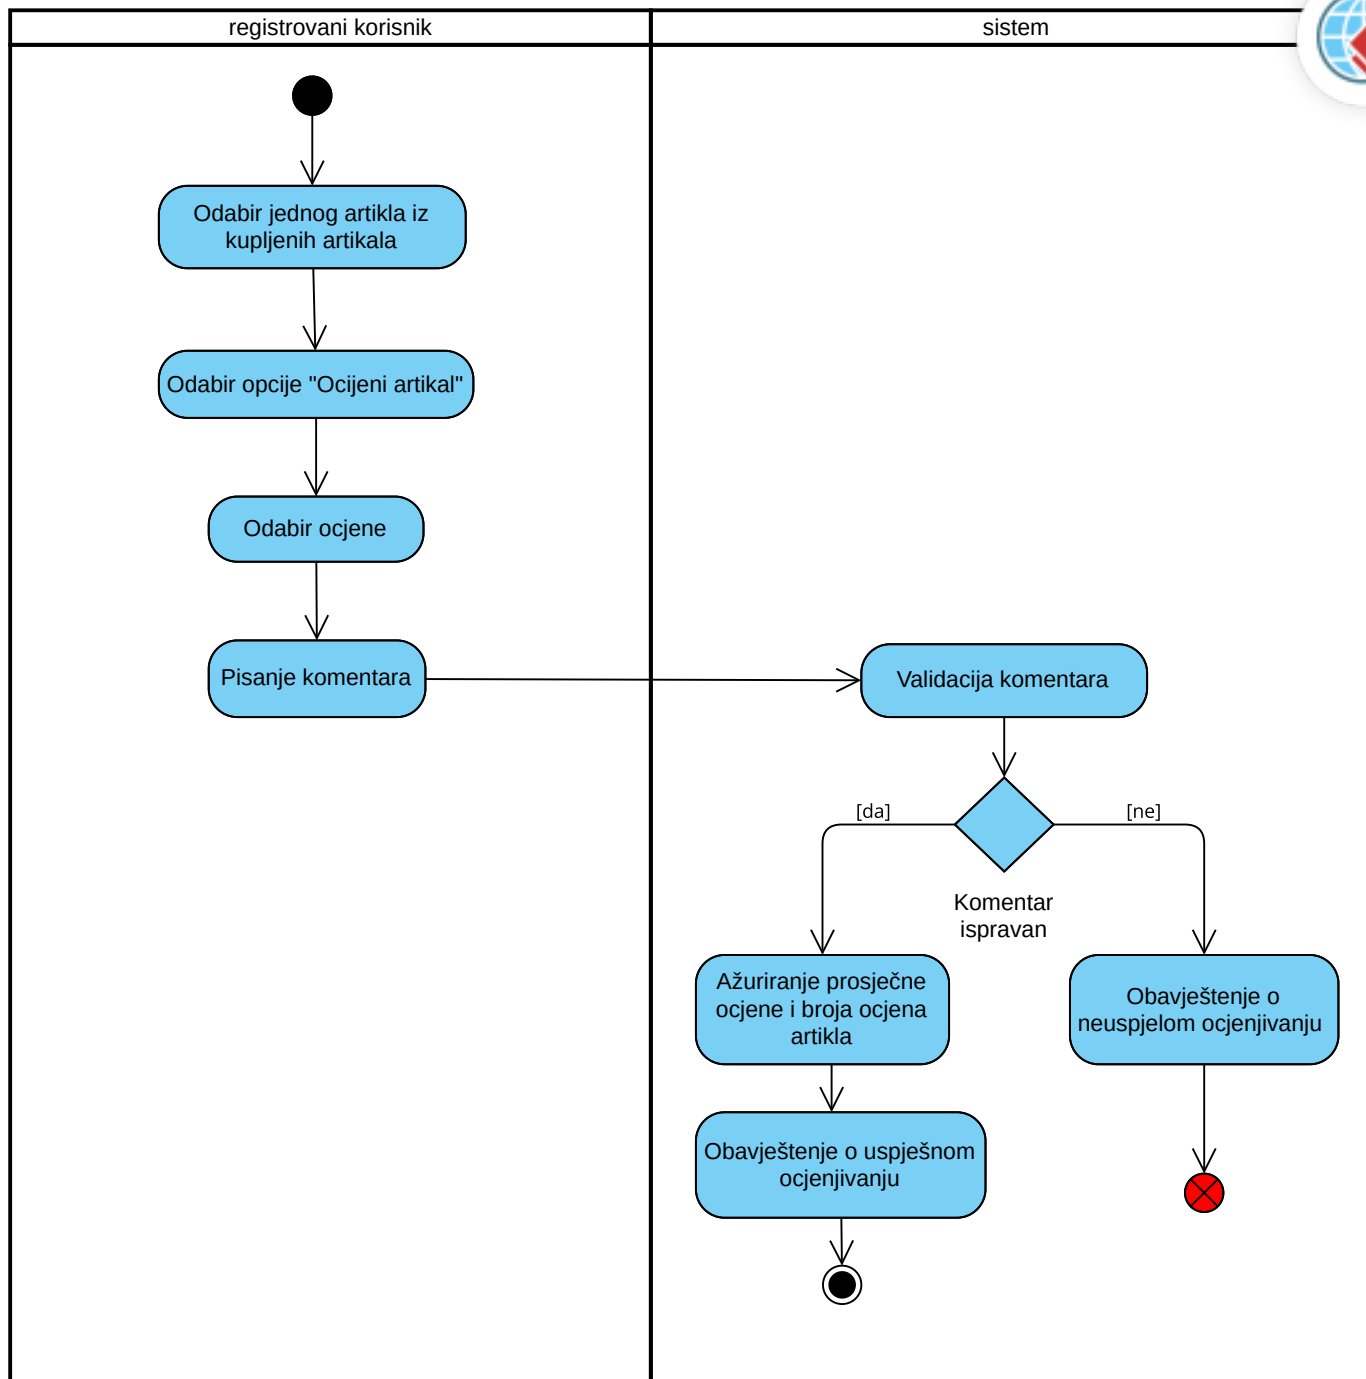 registrovani korisnik
sistem
Odabir jednog artikla iz
kupljenih artikala
Odabir opcije "Ocijeni artikal"
Odabir ocjene
Pisanje komentara
Validacija komentara
[da]
[ne]
Komentar
ispravan
Ažuriranje prosječne
ocjene i broja ocjena
artikla
Obavještenje o
neuspjelom ocjenjivanju
Obavještenje o uspješnom
ocjenjivanju